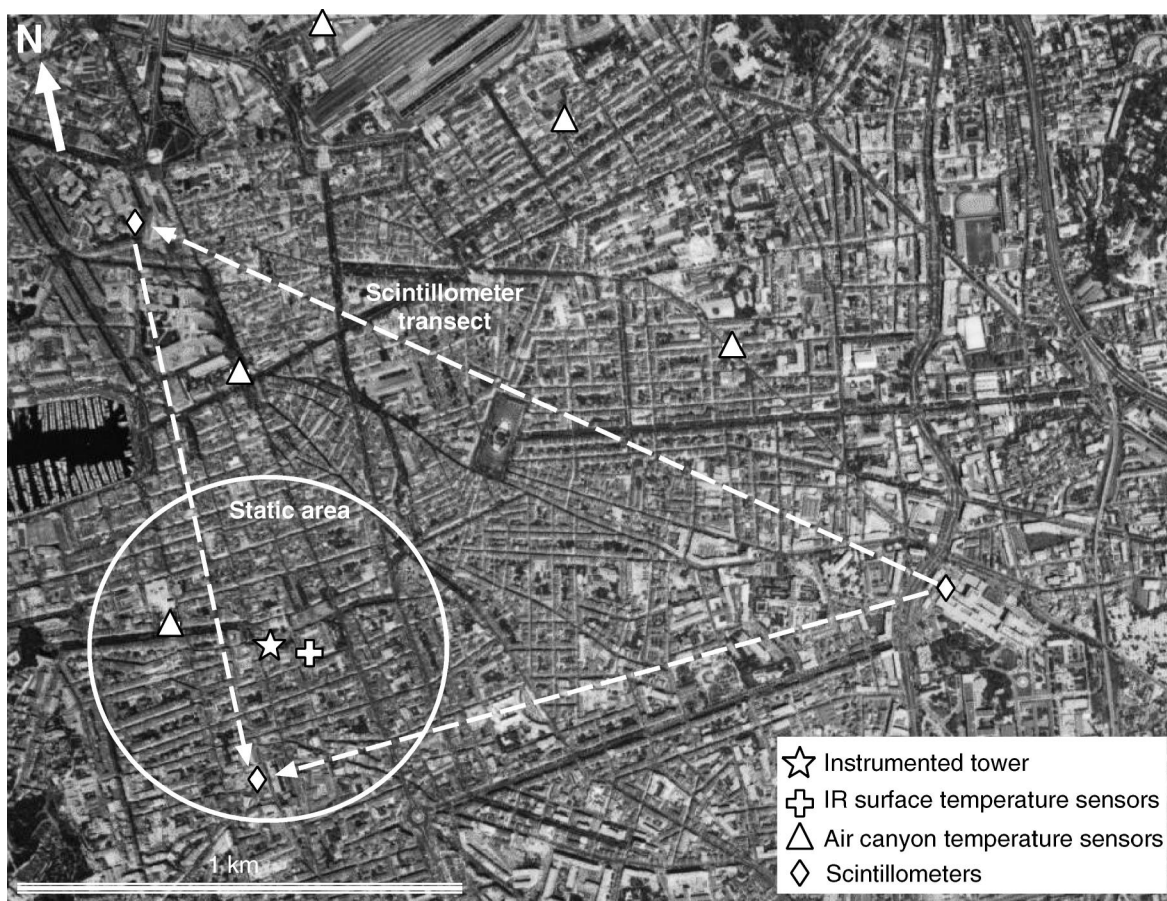 N
Scintillometer
transect
Static area
1 km
Instrumented tower
IR surface temperature sensors
Air canyon temperature sensors
Scintillometers